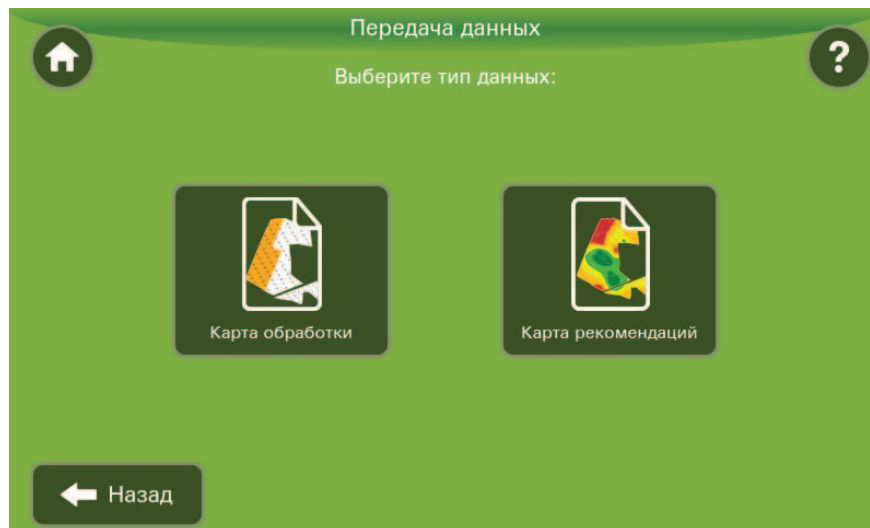 Передача данных
?
Выберите тип данных:
Карта обработки
Карта рекомендаций
Назад